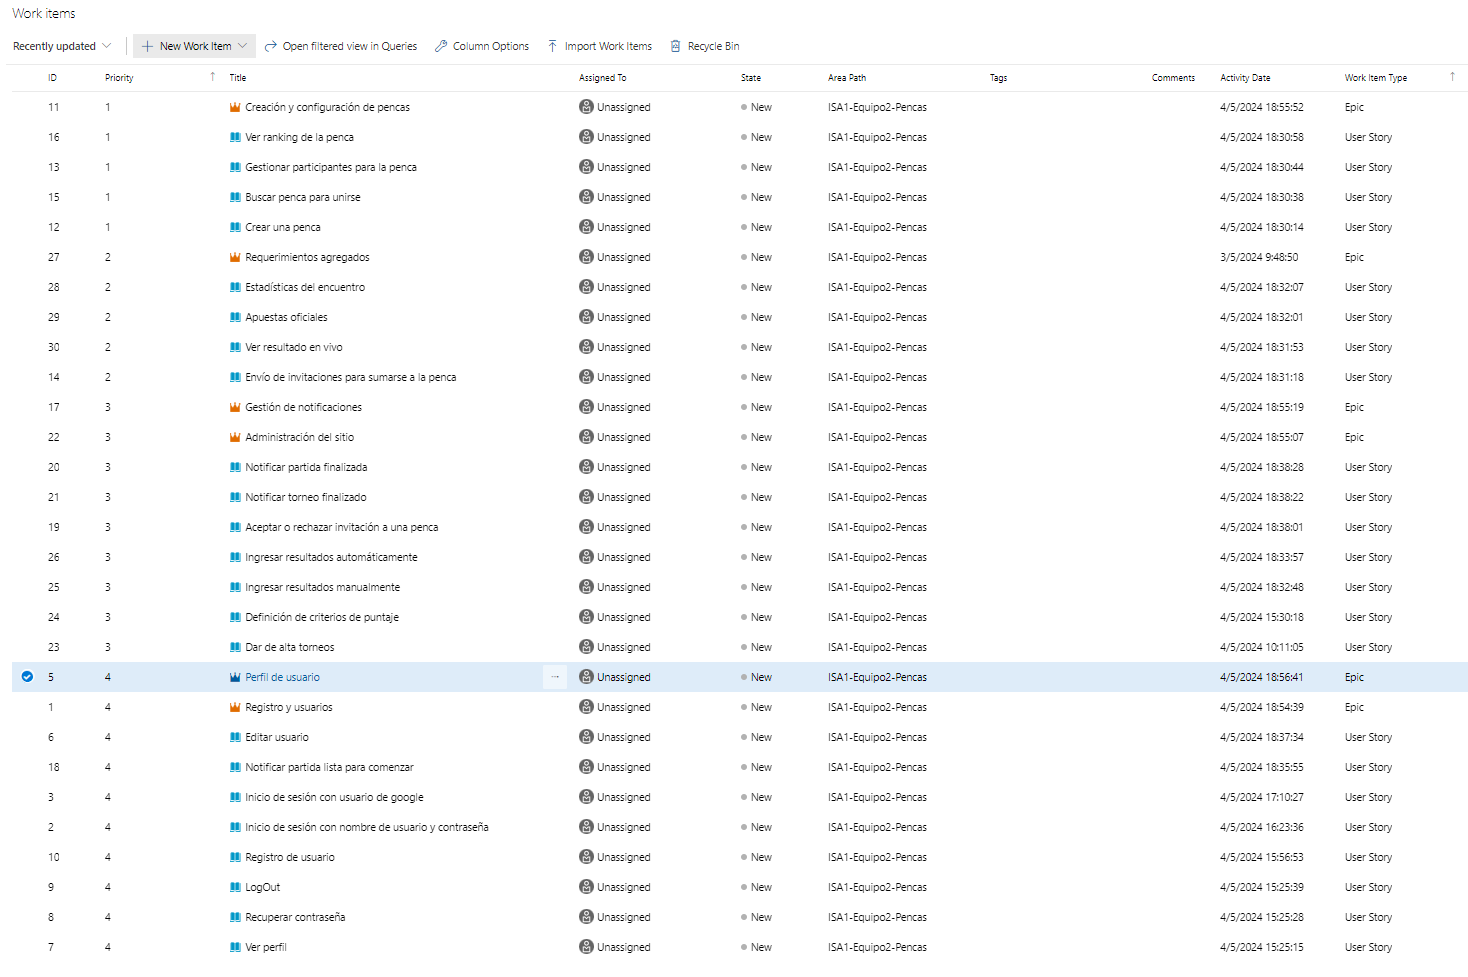 Work items
Recently updated New Work Item Open filtered view in Queries Column Options Import Work Items Recycle Bin
ID Priority Title Assigned To State Area Path Tags Comments Activity Date Work Item Type
11 1 Creación y configuración de pencas Unassigned New ISA1-Equipo2-Pencas 4/5/2024 18:55:52 Epic
16 1 Ver ranking de la penca Unassigned New ISA1-Equipo2-Pencas 4/5/2024 18:30:58 User Story
13 1 Gestionar participantes para la penca Unassigned New ISA1-Equipo2-Pencas 4/5/2024 18:30:44 User Story
15 1 Buscar penca para unirse Unassigned New ISA1-Equipo2-Pencas 4/5/2024 18:30:38 User Story
12 1 Crear una penca Unassigned New ISA1-Equipo2-Pencas 4/5/2024 18:30:14 User Story
27 2 Requerimientos agregados Unassigned New ISA1-Equipo2-Pencas 3/5/2024 9:48:50 Epic
28 2 Estadísticas del encuentro Unassigned New ISA1-Equipo2-Pencas 4/5/2024 18:32:07 User Story
29 2 Apuestas oficiales Unassigned New ISA1-Equipo2-Pencas 4/5/2024 18:32:01 User Story
30 2 Ver resultado en vivo Unassigned New ISA1-Equipo2-Pencas 4/5/2024 18:31:53 User Story
14 2 Envío de invitaciones para sumarse a la penca Unassigned New ISA1-Equipo2-Pencas 4/5/2024 18:31:18 User Story
17 3 Gestión de notificaciones Unassigned New ISA1-Equipo2-Pencas 4/5/2024 18:55:19 Epic
22 3 Administración del sitio Unassigned New ISA1-Equipo2-Pencas 4/5/2024 18:55:07 Epic
20 3 Notificar partida finalizada Unassigned New ISA1-Equipo2-Pencas 4/5/2024 18:38:28 User Story
21 3 Notificar torneo finalizado Unassigned New ISA1-Equipo2-Pencas 4/5/2024 18:38:22 User Story
19 3 Aceptar o rechazar invitación a una penca Unassigned New ISA1-Equipo2-Pencas 4/5/2024 18:38:01 User Story
26 3 Ingresar resultados automáticamente Unassigned New ISA1-Equipo2-Pencas 4/5/2024 18:33:57 User Story
25 3 Ingresar resultados manualmente Unassigned New ISA1-Equipo2-Pencas 4/5/2024 18:32:48 User Story
24 3 Definición de criterios de puntaje Unassigned New ISA1-Equipo2-Pencas 4/5/2024 15:30:18 User Story
23 3 Dar de alta torneos Unassigned New ISA1-Equipo2-Pencas 4/5/2024 10:11:05 User Story
5 4 Perfil de usuario Unassigned New ISA1-Equipo2-Pencas 4/5/2024 18:56:41 Epic
1 4 Registro y usuarios Unassigned New ISA1-Equipo2-Pencas 4/5/2024 18:54:39 Epic
6 4 Editar usuario Unassigned New ISA1-Equipo2-Pencas 4/5/2024 18:37:34 User Story
18 4 Notificar partida lista para comenzar Unassigned New ISA1-Equipo2-Pencas 4/5/2024 18:35:55 User Story
3 4 Inicio de sesión con usuario de google Unassigned New ISA1-Equipo2-Pencas 4/5/2024 17:10:27 User Story
2 4 Inicio de sesión con nombre de usuario y contraseña Unassigned New ISA1-Equipo2-Pencas 4/5/2024 16:23:36 User Story
10 4 Registro de usuario Unassigned New ISA1-Equipo2-Pencas 4/5/2024 15:56:53 User Story
9 4 LogOut Unassigned New ISA1-Equipo2-Pencas 4/5/2024 15:25:39 User Story
8 4 Recuperar contraseña Unassigned New ISA1-Equipo2-Pencas 4/5/2024 15:25:28 User Story
7 4 Ver perfil Unassigned New ISA1-Equipo2-Pencas 4/5/2024 15:25:15 User Story